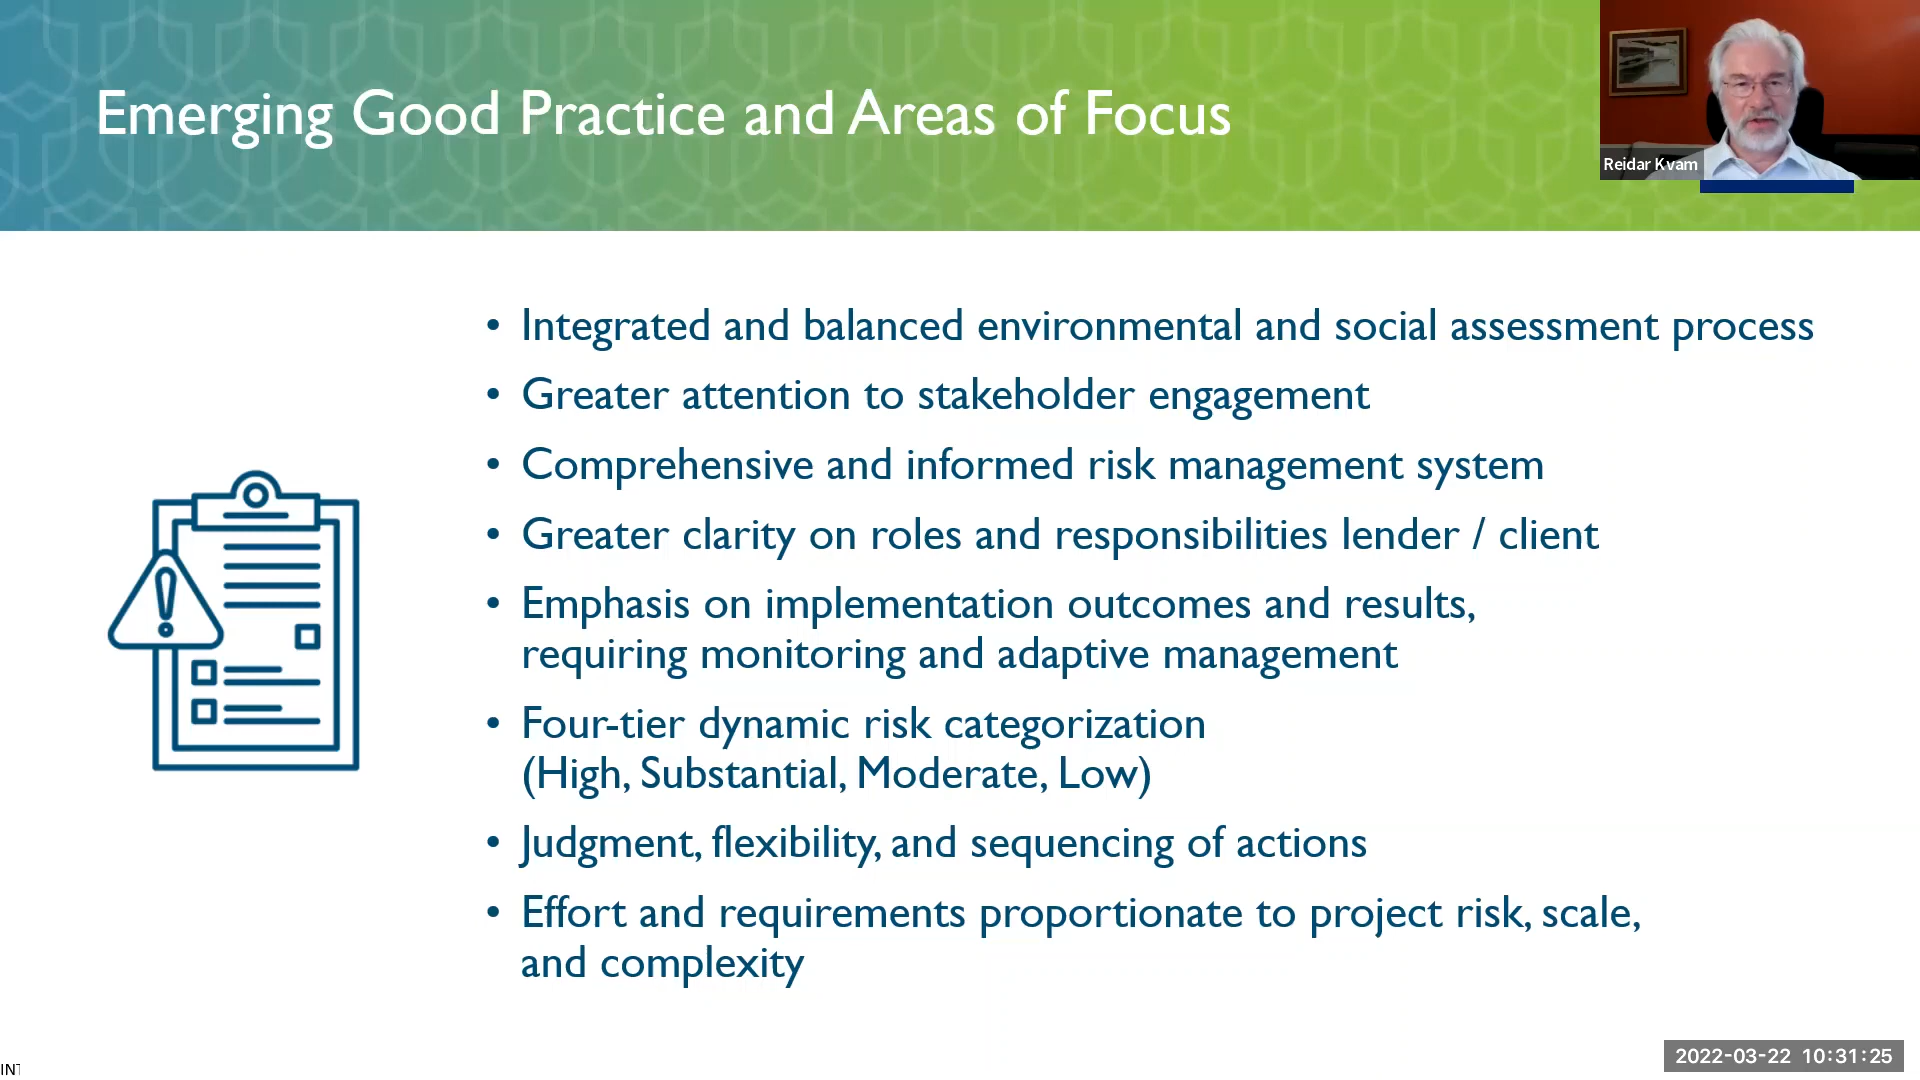 Emerging Good Practice and Areas of Focus
Reidar Kvam
• Integrated and balanced environmental and social assessment process
• Greater attention to stakeholder engagement
• Comprehensive and informed risk management system
• Greater clarity on roles and responsibilities lender / client
• Emphasis on implementation outcomes and results,
requiring monitoring and adaptive management
• Four-tier dynamic risk categorization
(High, Substantial, Moderate, Low)
• Judgment, flexibility, and sequencing of actions
• Effort and requirements proportionate to project risk, scale,
and complexity
2022-03-22 10:31:25